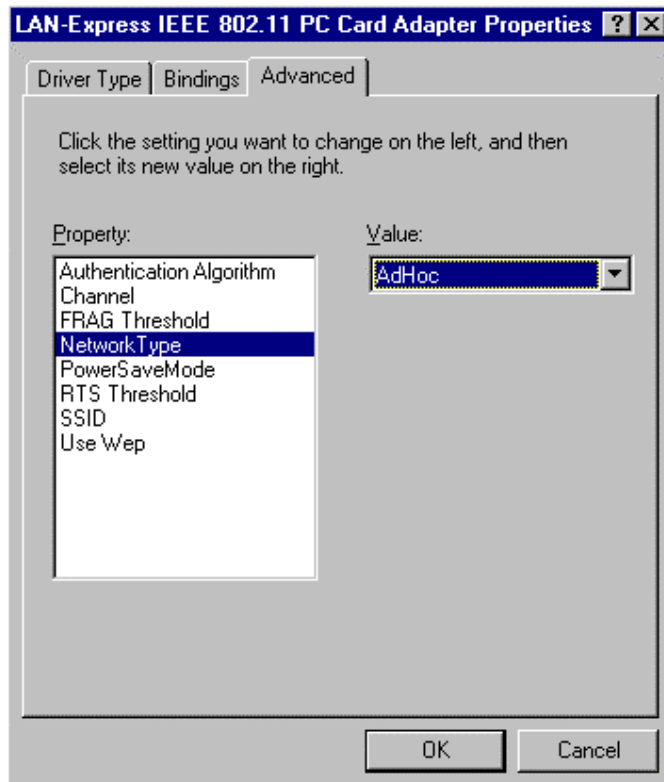 LAN-Express IEEE 802.11 PC Card Adapter Properties
Driver Type
Bindings
Advanced
Click the setting you want to change on the left, and then
select its new value on the right.
Property:
Value:
Authentication Algorithm
Channel
FRAG Threshold
NetworkType
PowerSaveMode
RTS Threshold
SSID
Use Wep
AdHoc
OK
Cancel